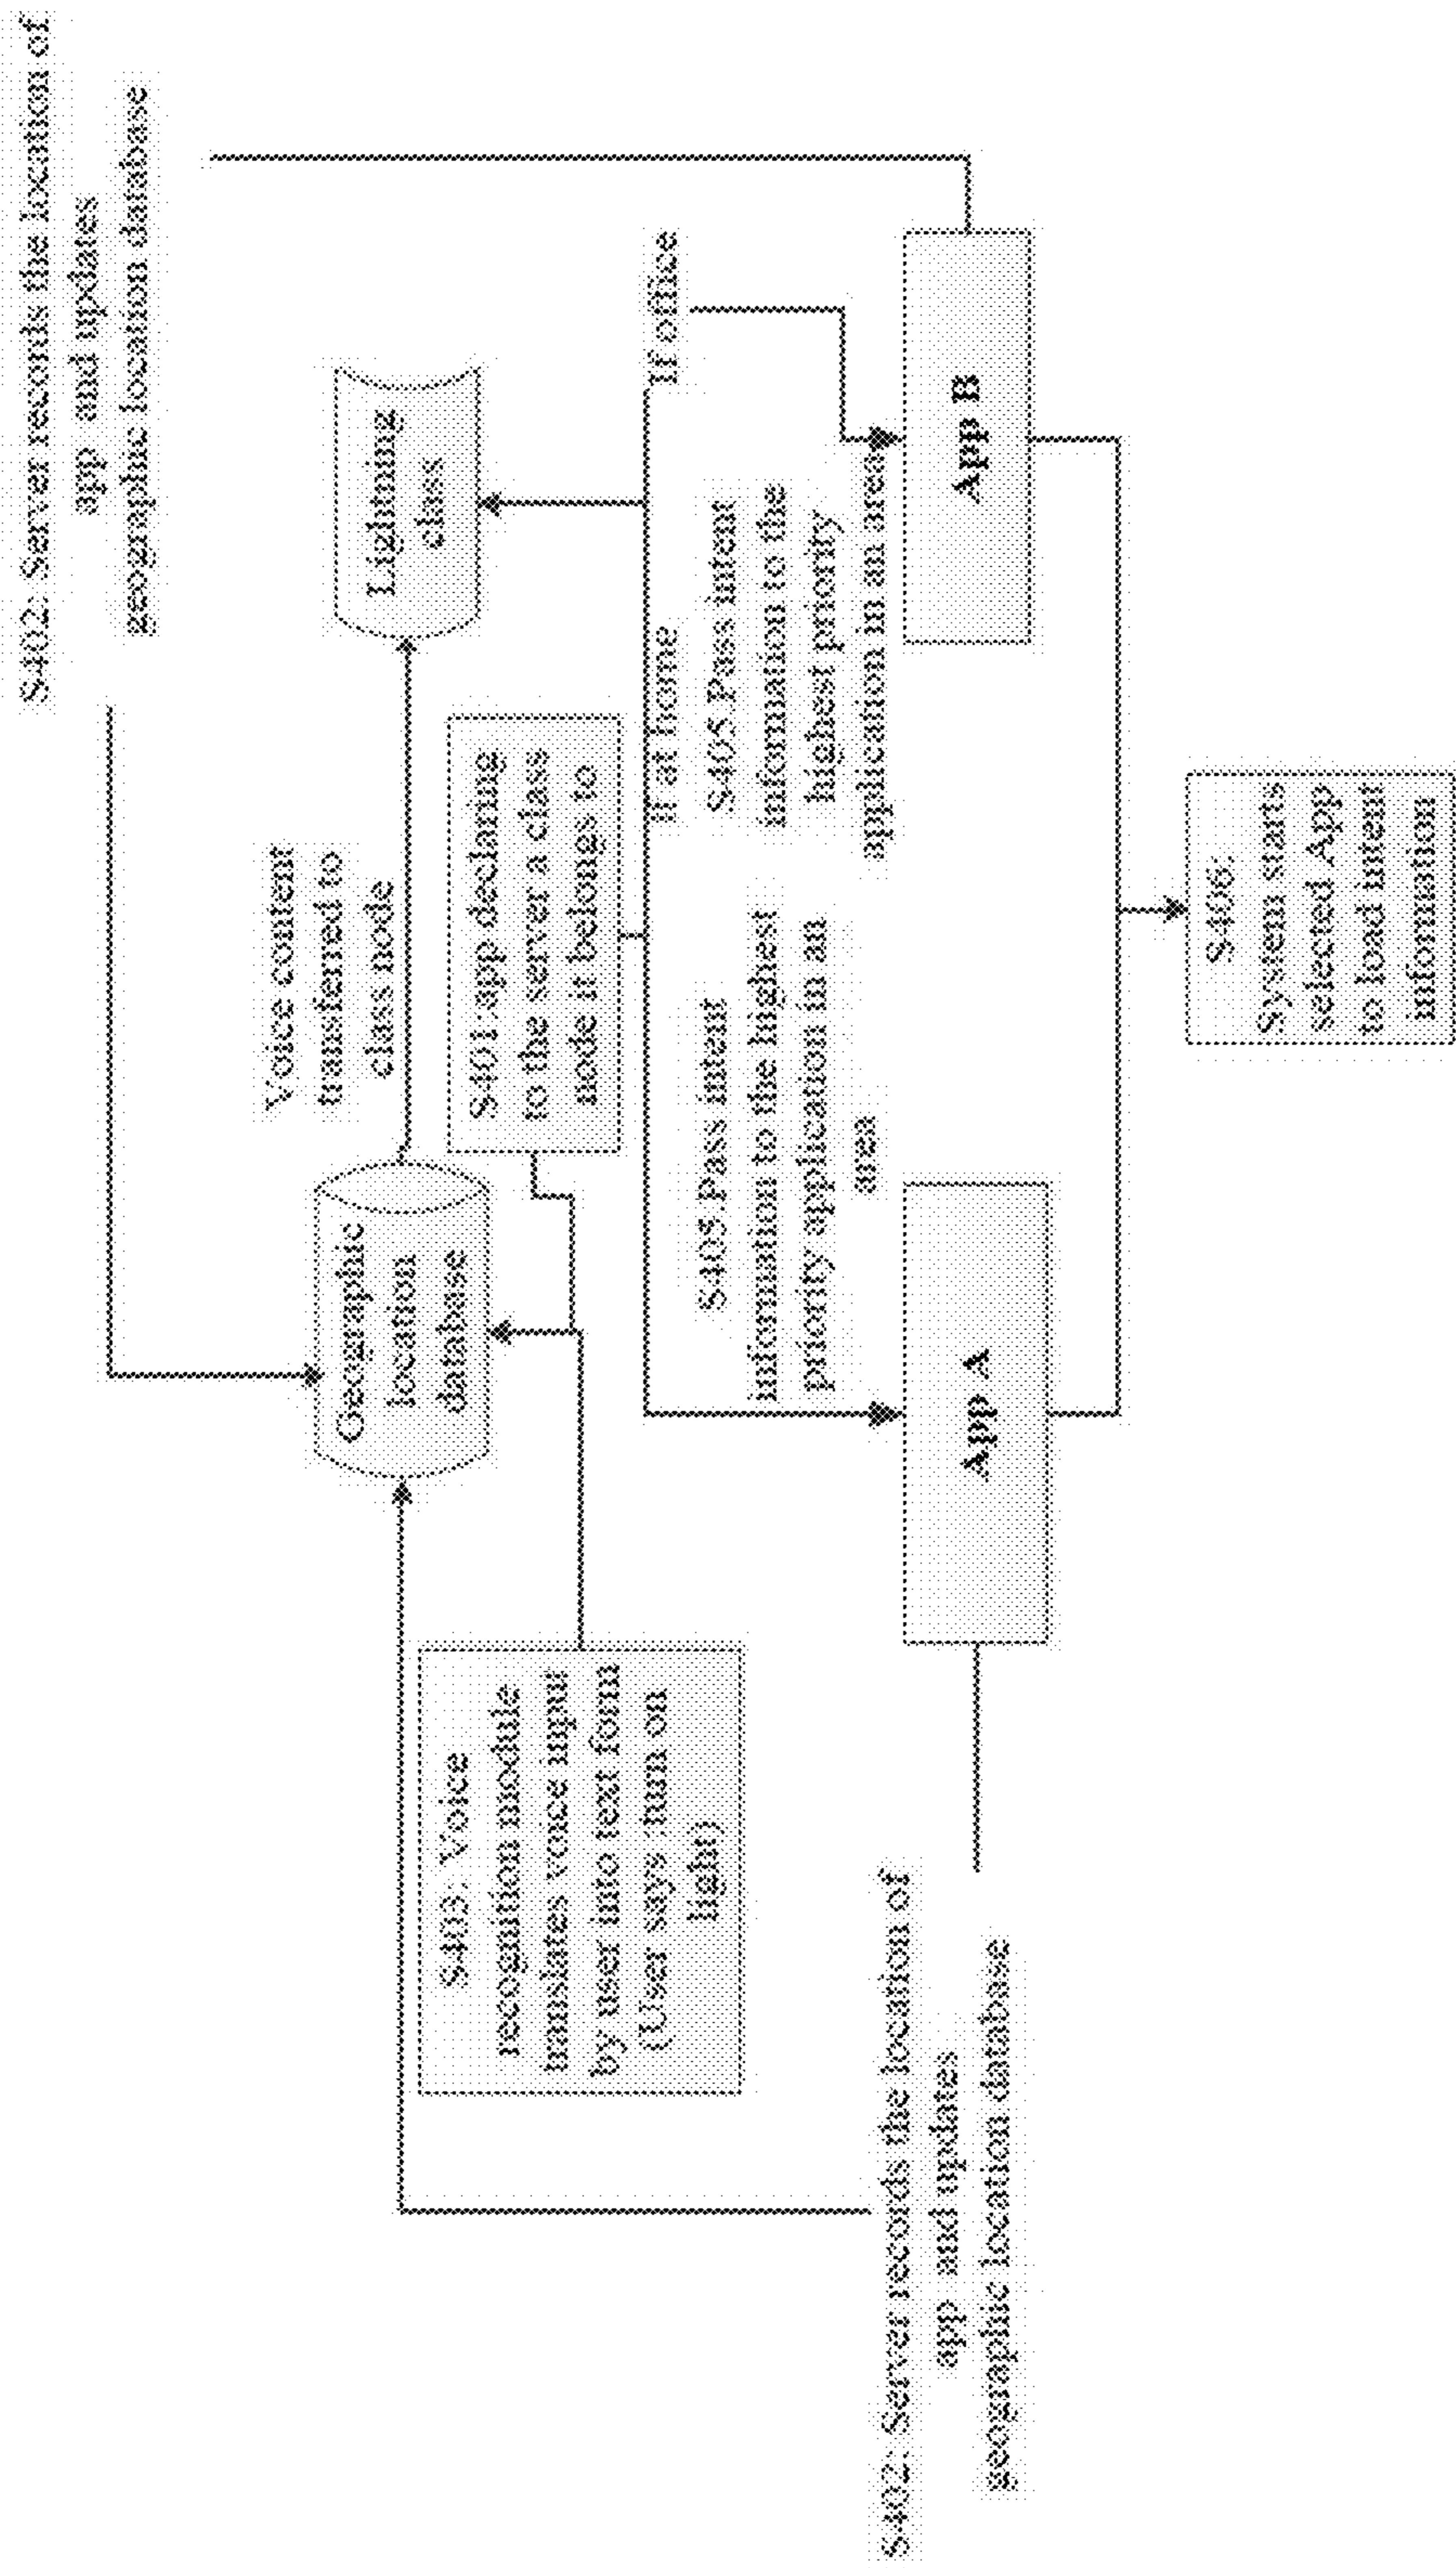 S402: Server records the location of
app and updates
geographic location database
Voice content
transferred to
class node
Geographic
location
database
Lighting
class
S401:app declaring
to the server a class
node it belongs to
S403: Voice
recognition module
translates voice input
by user into text form
(User say: turn on
light)
If at home
If office
S405 Pass intent
information to the highest
priority application in an
area
S405 Pass intent
information to the
highest priority
application in an area
App A
App B
S402: Server records the location of
app and updates
geographic location database
S406:
System starts
selected App
to load intent
information